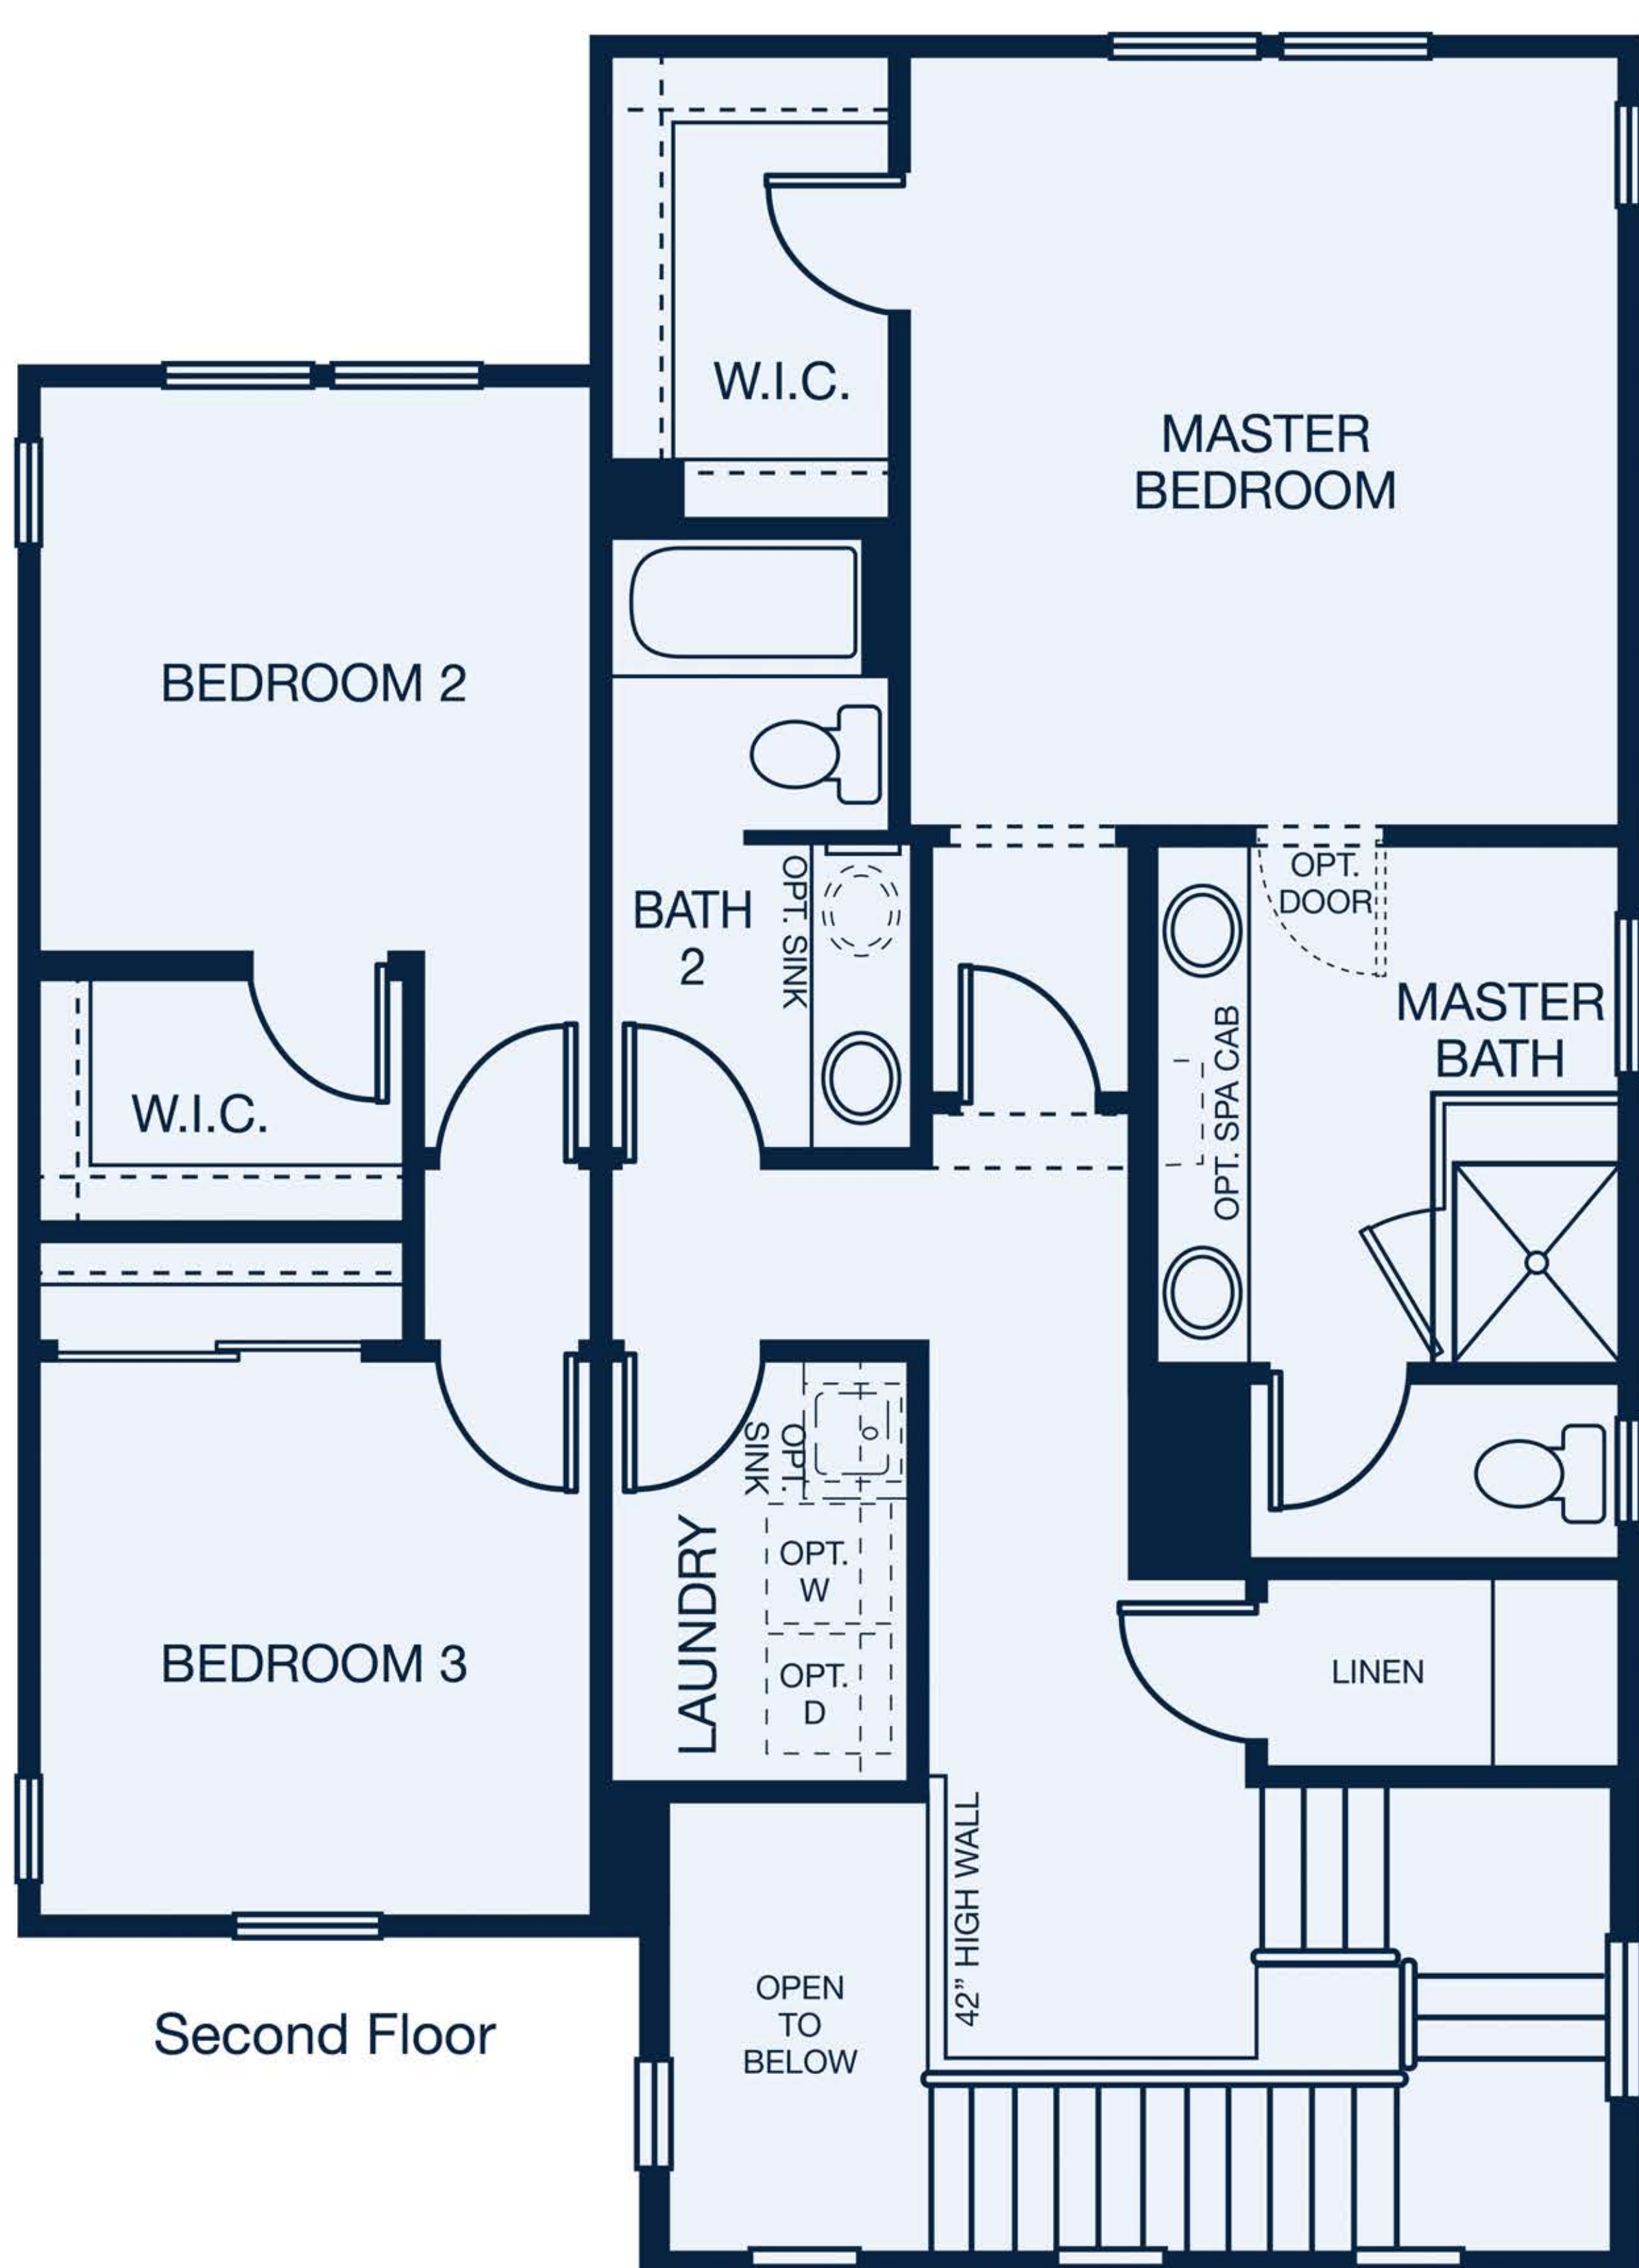 W.I.C.
MASTER
BEDROOM
BEDROOM 2
BATH
2
OPT. SINK
OPT.
DOOR
MASTER
BATH
OPT. SPA CAB
W.I.C.
OPT.
SINK
LAUNDRY
OPT.
W
OPT.
D
BEDROOM 3
LINEN
42” HIGH WALL
OPEN
TO
BELOW
Second Floor